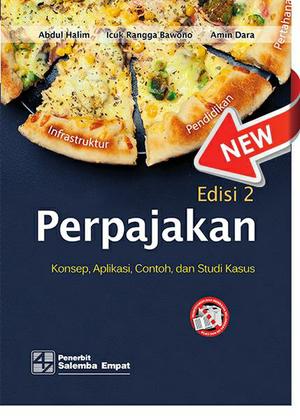 Abdul Halim Icuk Rangga Bawono Amin Dara
Pertahana
Pendidikan
Infrastruktur
NEW
Edisi 2
Perpajakan
Konsep, Aplikasi, Contoh, dan Studi Kasus
Penerbit
Salemba Empat